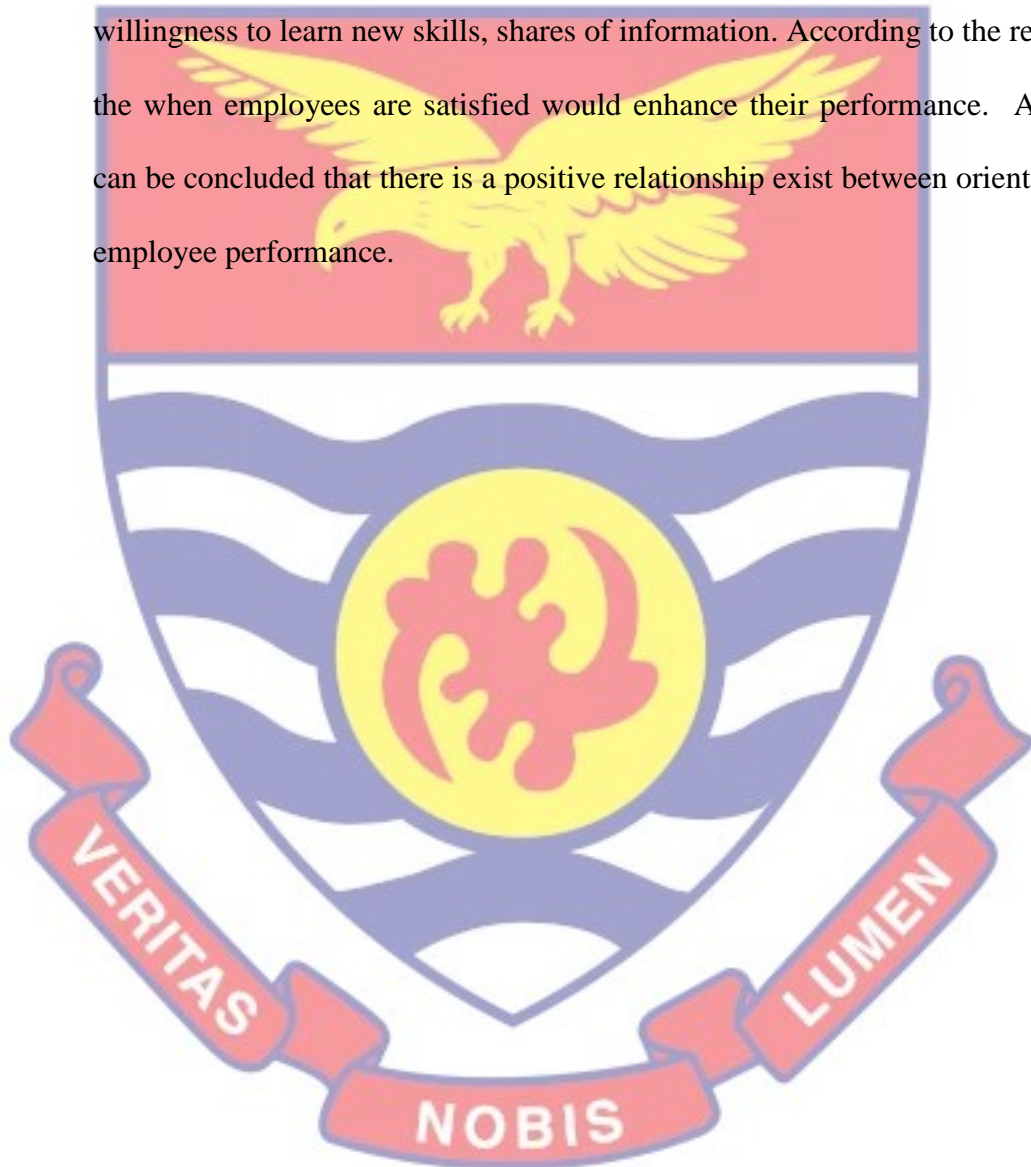 willingness to learn new skills, shares of information. According to the re
the when employees are satisfied would enhance their performance. A
can be concluded that there is a positive relationship exist between orient
employee performance.
VERITAS
NOBIS
LUMEN